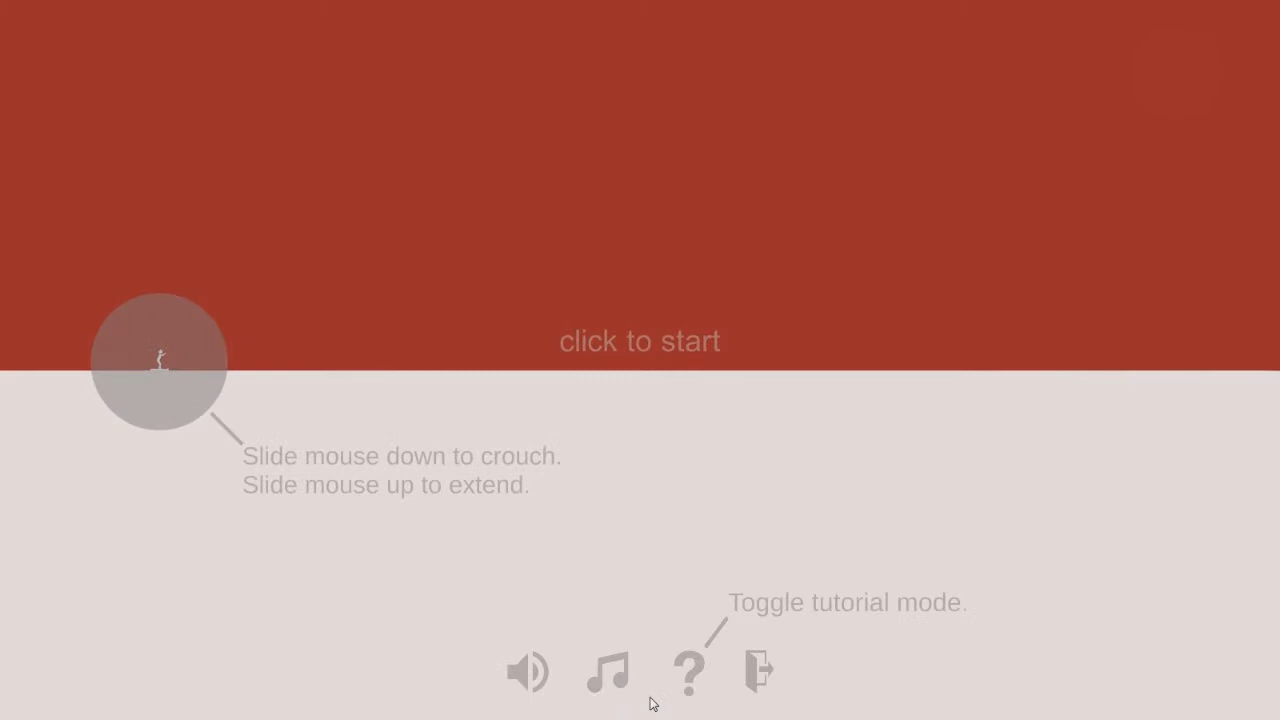 click to start
Slide mouse down to crouch.
Slide mouse up to extend.
Toggle tutorial mode.